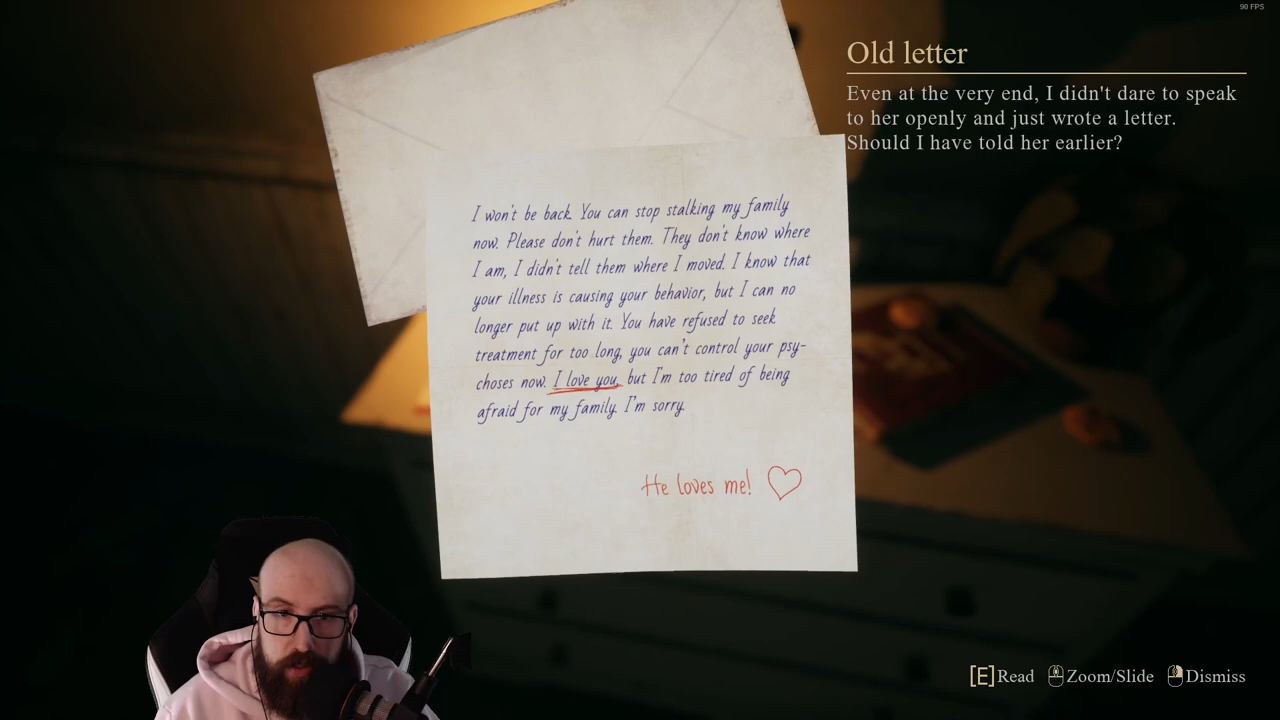 90 FPS
Old letter
Even at the very end, I didn't dare to speak
to her openly and just wrote a letter.
Should I have told her earlier?
I won't be back. You can stop stalking my family
now. Please don't hurt them. They don't know where
I am, I didn't tell them where I moved. I know that
your illness is causing your behavior, but I can no
longer put up with it. You have refused to seek
treatment for too long, you can't control your psy-
choses now. I love you, but I'm too tired of being
afraid for my family. I'm sorry.
He loves me!
[E]Read Zoom/Slide Dismiss